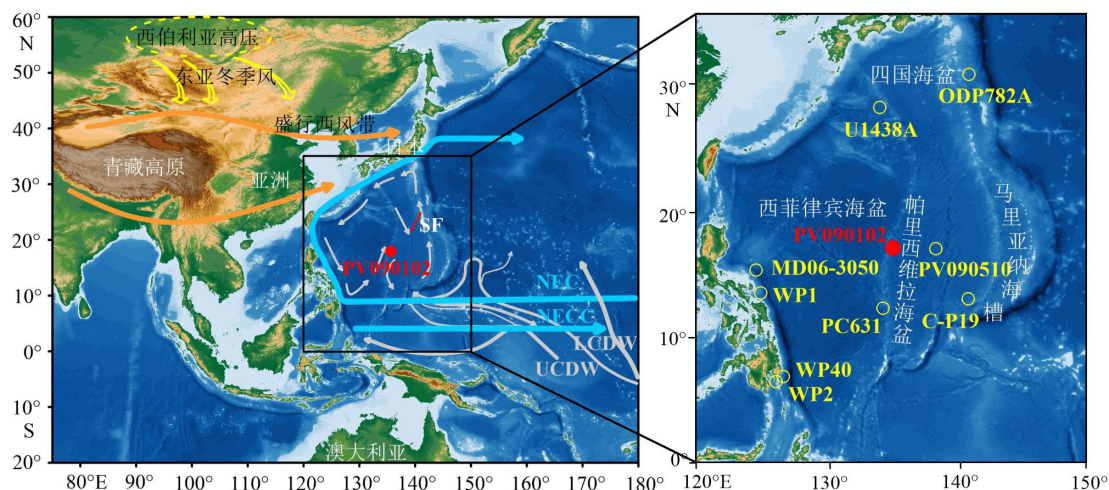 60°
N
50°
40°
30°
20°
10°
0°
10°
S
20°
80°E
90°
100°
110°
120°
130°
140°
150°
160°
170°
180°
西伯利亚高压
东亚冬季风
盛行西风带
日本
青藏高原
亚洲
SF
PV090102
NEC
NECC
LCDW
UCDW
澳大利亚
30°
N
20°
10°
0°
120°E
130°
140°
150°
四国海盆
ODP782A
U1438A
西菲律宾海盆
PV090102
帕里西维拉海盆
马里亚纳海槽
MD06-3050
PV090510
WP1
PC631
C-P19
WP40
WP2